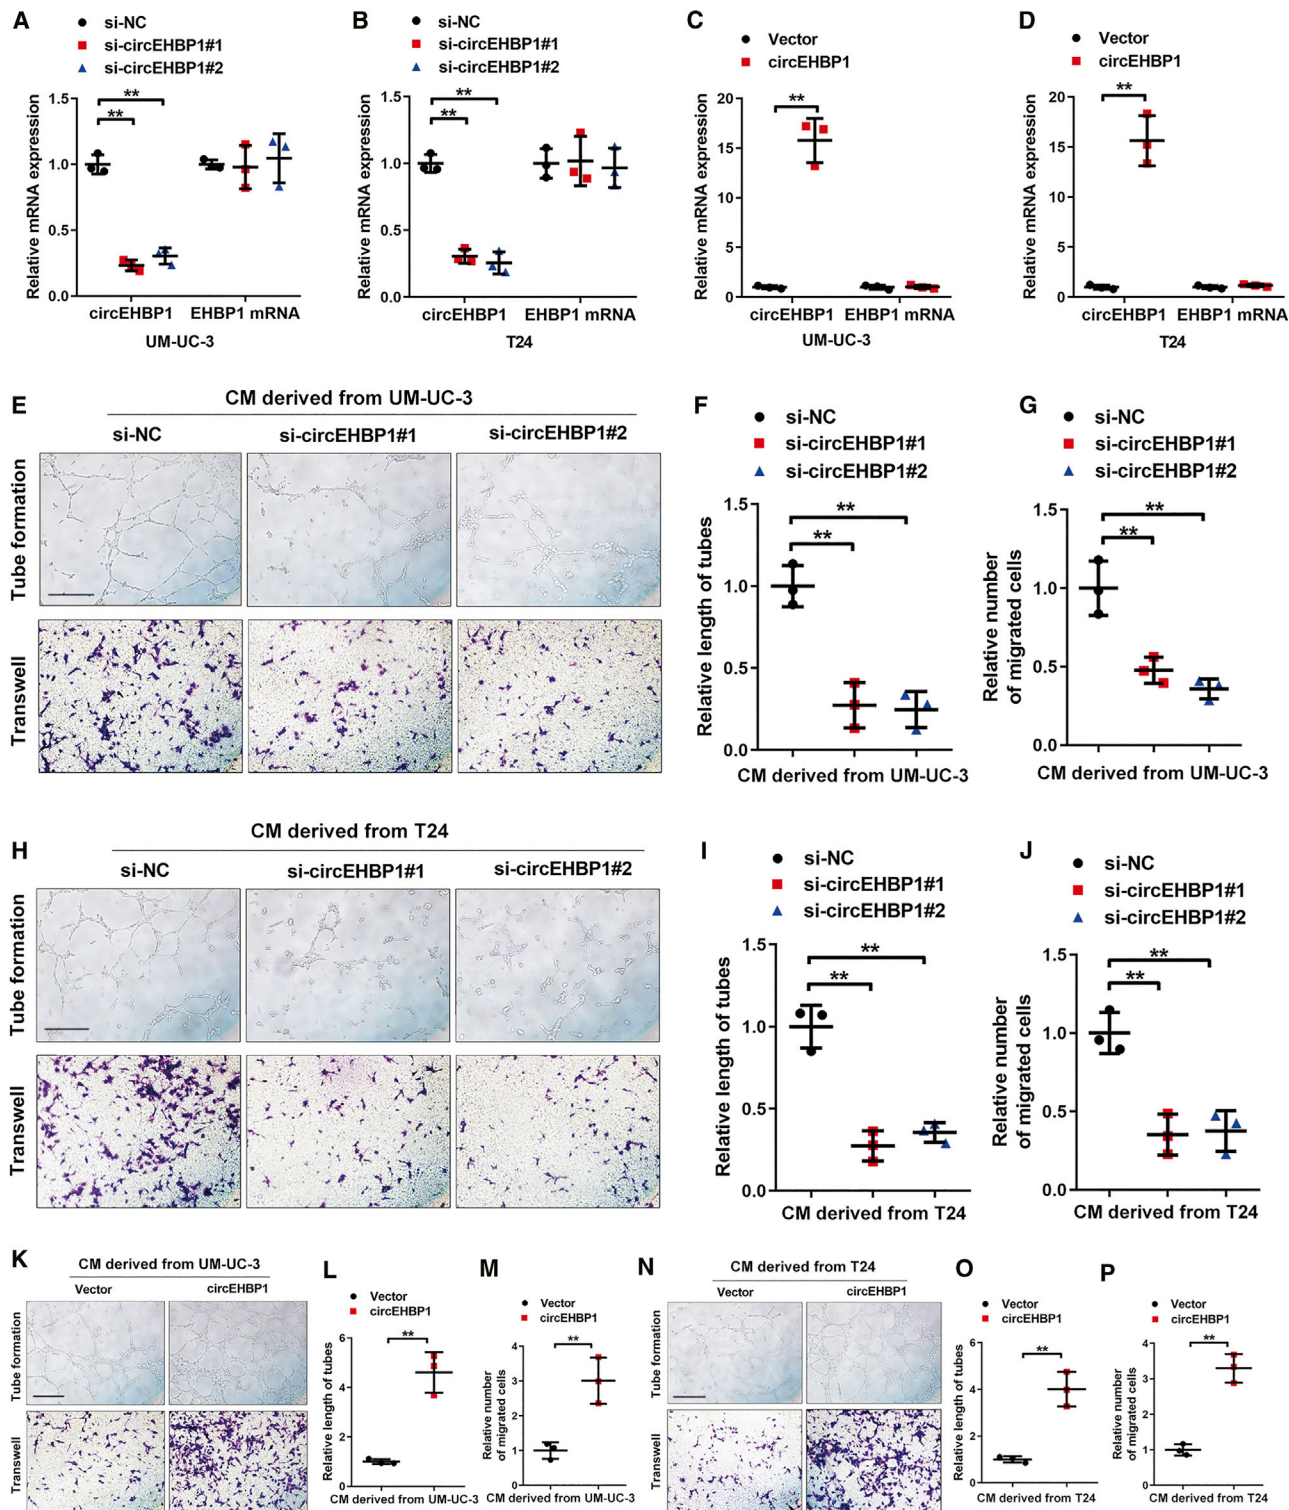 A
si-NC
si-circEHBP1#1
si-circEHBP1#2
Relative mRNA expression
1.5
1.0
0.5
0.0
**
**
circEHBP1 EHBP1 mRNA
UM-UC-3
B
si-NC
si-circEHBP1#1
si-circEHBP1#2
Relative mRNA expression
1.5
1.0
0.5
0.0
**
**
circEHBP1 EHBP1 mRNA
T24
C
Vector
circEHBP1
Relative mRNA expression
20
15
10
5
0
**
circEHBP1 EHBP1 mRNA
UM-UC-3
D
Vector
circEHBP1
Relative mRNA expression
20
15
10
5
0
**
circEHBP1 EHBP1 mRNA
T24
E
CM derived from UM-UC-3
si-NC si-circEHBP1#1 si-circEHBP1#2
Tube formation
Transwell
F
si-NC
si-circEHBP1#1
si-circEHBP1#2
Relative length of tubes
1.5
1.0
0.5
0.0
**
**
CM derived from UM-UC-3
G
si-NC
si-circEHBP1#1
si-circEHBP1#2
Relative number
of migrated cells
1.5
1.0
0.5
0.0
**
**
CM derived from UM-UC-3
H
CM derived from T24
si-NC si-circEHBP1#1 si-circEHBP1#2
Tube formation
Transwell
I
si-NC
si-circEHBP1#1
si-circEHBP1#2
Relative length of tubes
1.5
1.0
0.5
0.0
**
**
CM derived from T24
J
si-NC
si-circEHBP1#1
si-circEHBP1#2
Relative number
of migrated cells
1.5
1.0
0.5
0.0
**
**
CM derived from T24
K
CM derived from UM-UC-3
Vector circEHBP1
Tube formation
Transwell
L
Vector
circEHBP1
Relative length of tubes
6
4
2
0
**
CM derived from UM-UC-3
M
Vector
circEHBP1
Relative number
of migrated cells
4
3
2
1
0
**
CM derived from UM-UC-3
N
CM derived from T24
Vector circEHBP1
Tube formation
Transwell
O
Vector
circEHBP1
Relative length of tubes
6
4
2
0
**
CM derived from T24
P
Vector
circEHBP1
Relative number
of migrated cells
4
3
2
1
0
**
CM derived from T24